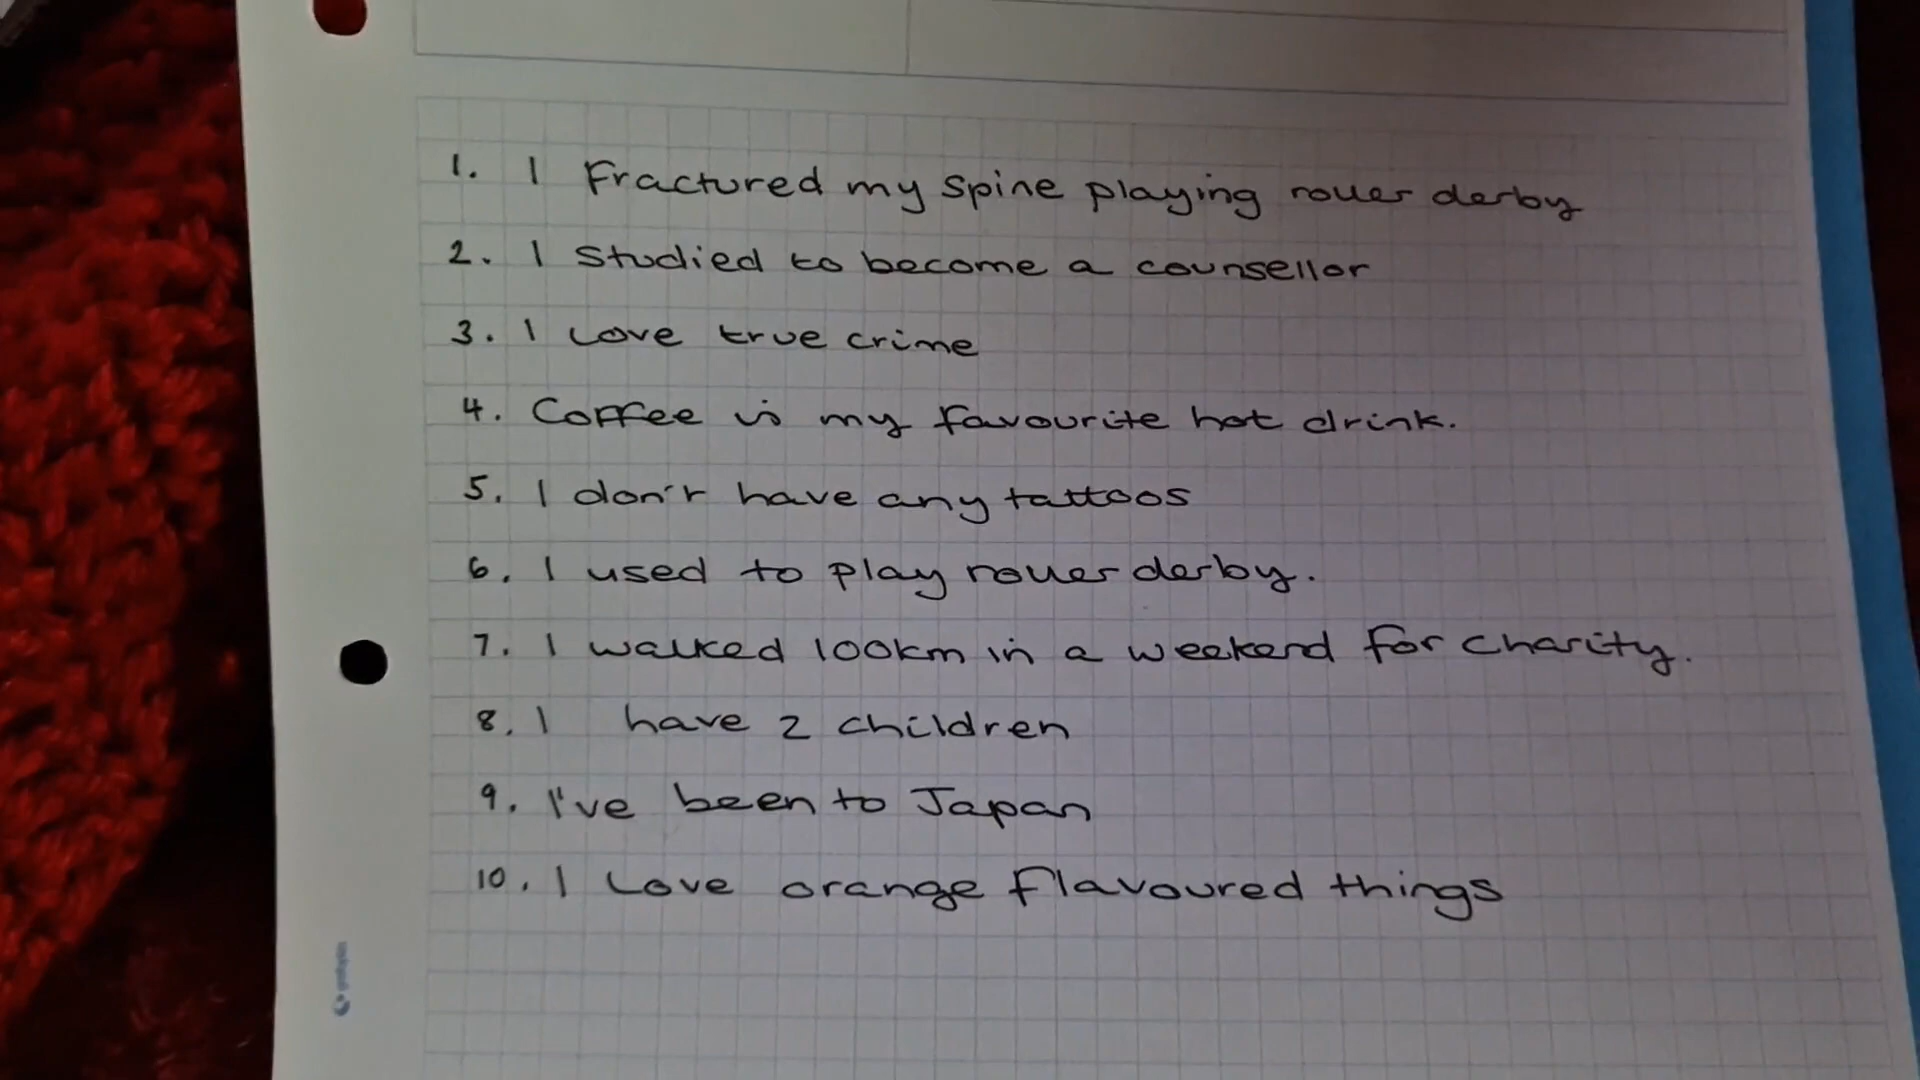 1. I Fractured my spine playing roller derby
2. I studied to become a counsellor
3. I love true crime
4. Coffee is my favourite hot drink.
5. I don't have any tattoos
6. I used to play roller derby.
7. I walked 100km in a weekend for charity.
8. I have 2 children
9. I've been to Japan
10. I love orange flavoured things